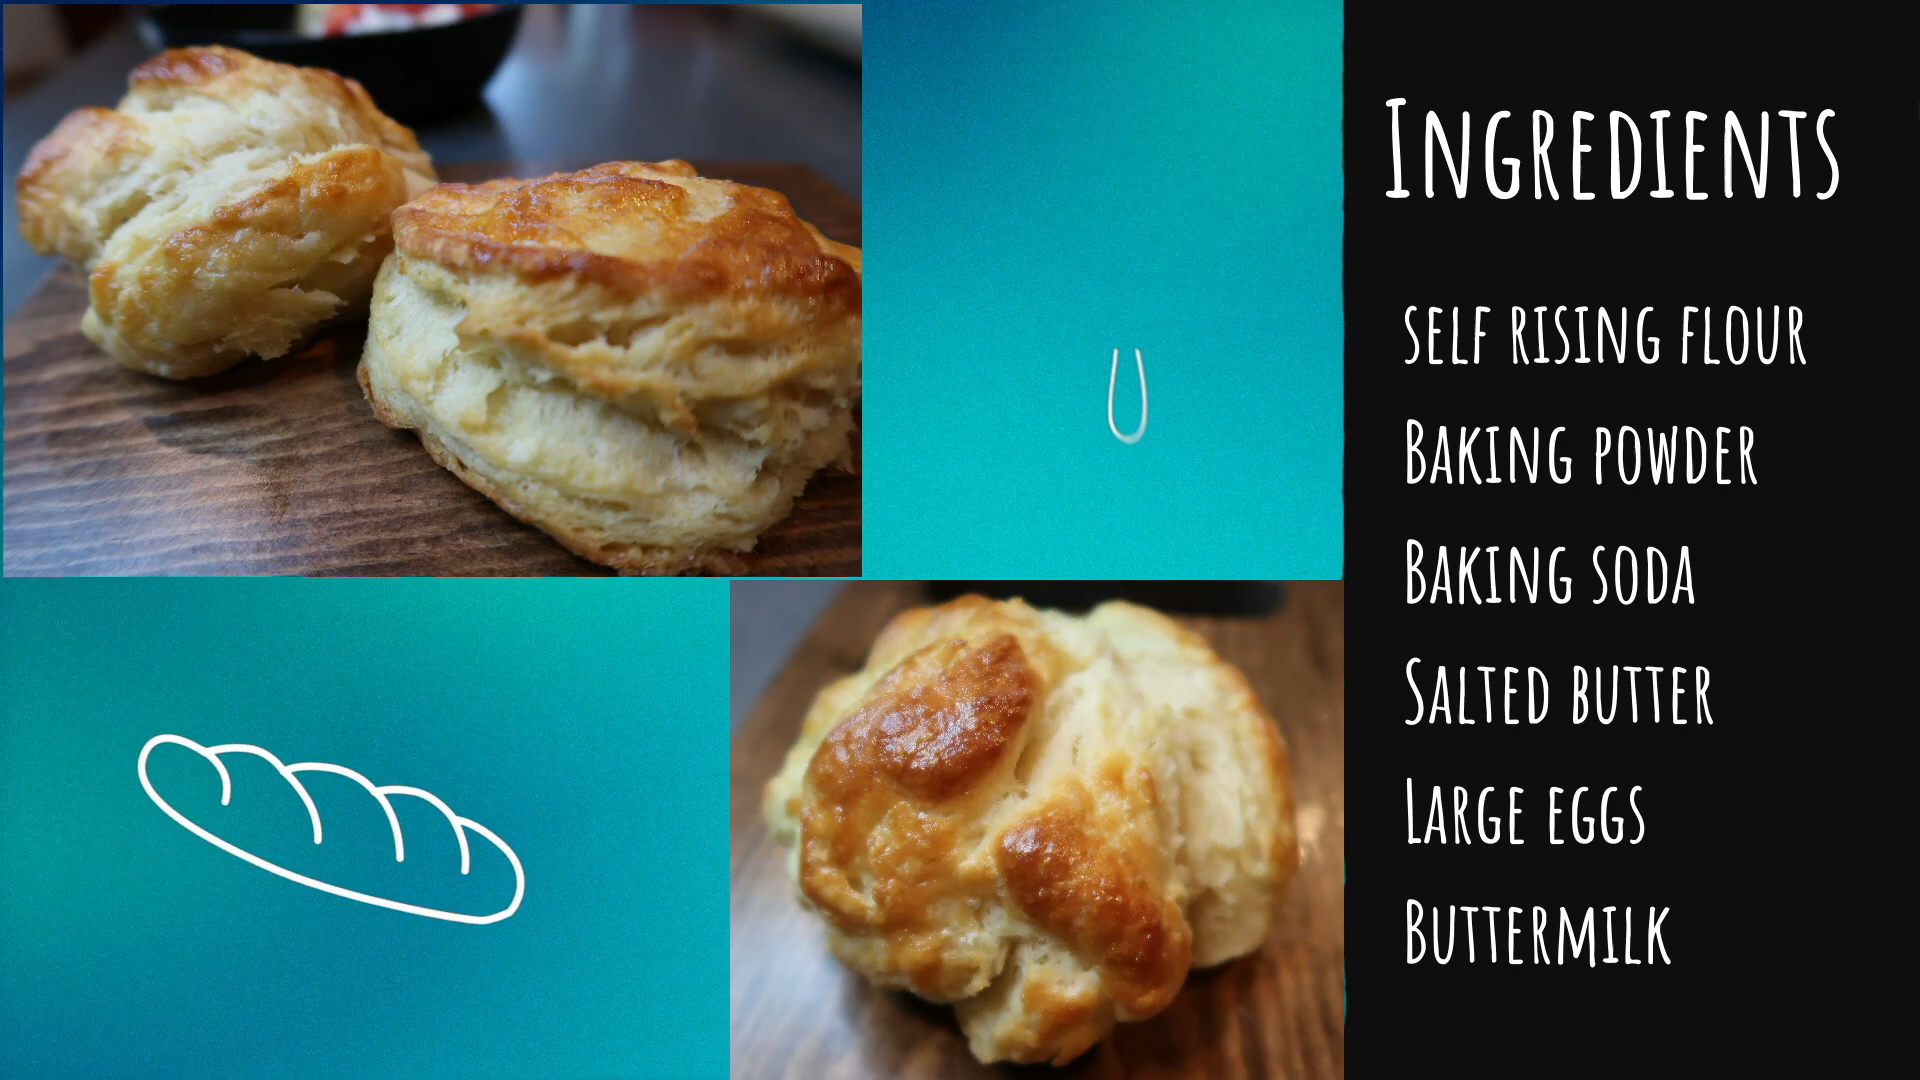 Ingredients
self rising flour
Baking powder
Baking soda
Salted butter
Large eggs
Buttermilk